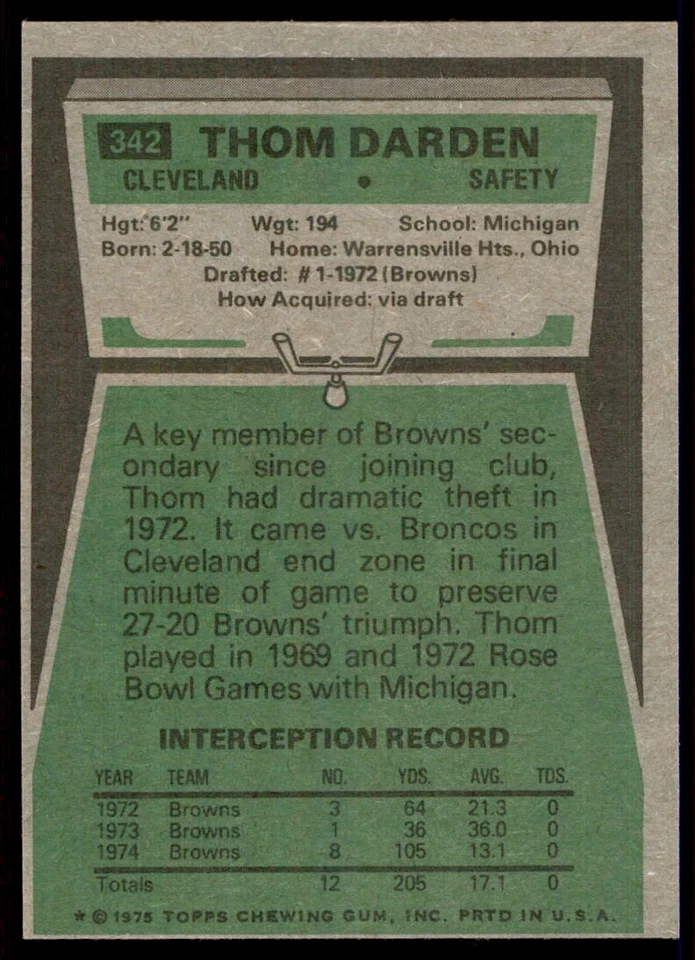 342 THOM DARDEN
CLEVELAND • SAFETY
Hgt: 6'2" Wgt: 194 School: Michigan
Born: 2-18-50 Home: Warrensville Hts., Ohio
Drafted: #1-1972 (Browns)
How Acquired: via draft
A key member of Browns' sec-
ondary since joining club,
Thom had dramatic theft in
1972. It came vs. Broncos in
Cleveland end zone in final
minute of game to preserve
27-20 Browns' triumph. Thom
played in 1969 and 1972 Rose
Bowl Games with Michigan.
INTERCEPTION RECORD
YEAR TEAM NO. YDS. AVG. TDS.
1972 Browns 3 64 21.3 0
1973 Browns 1 36 36.0 0
1974 Browns 8 105 13.1 0
Totals 12 205 17.1 0
* © 1975 TOPPS CHEWING GUM, INC. PRTD IN U.S.A.